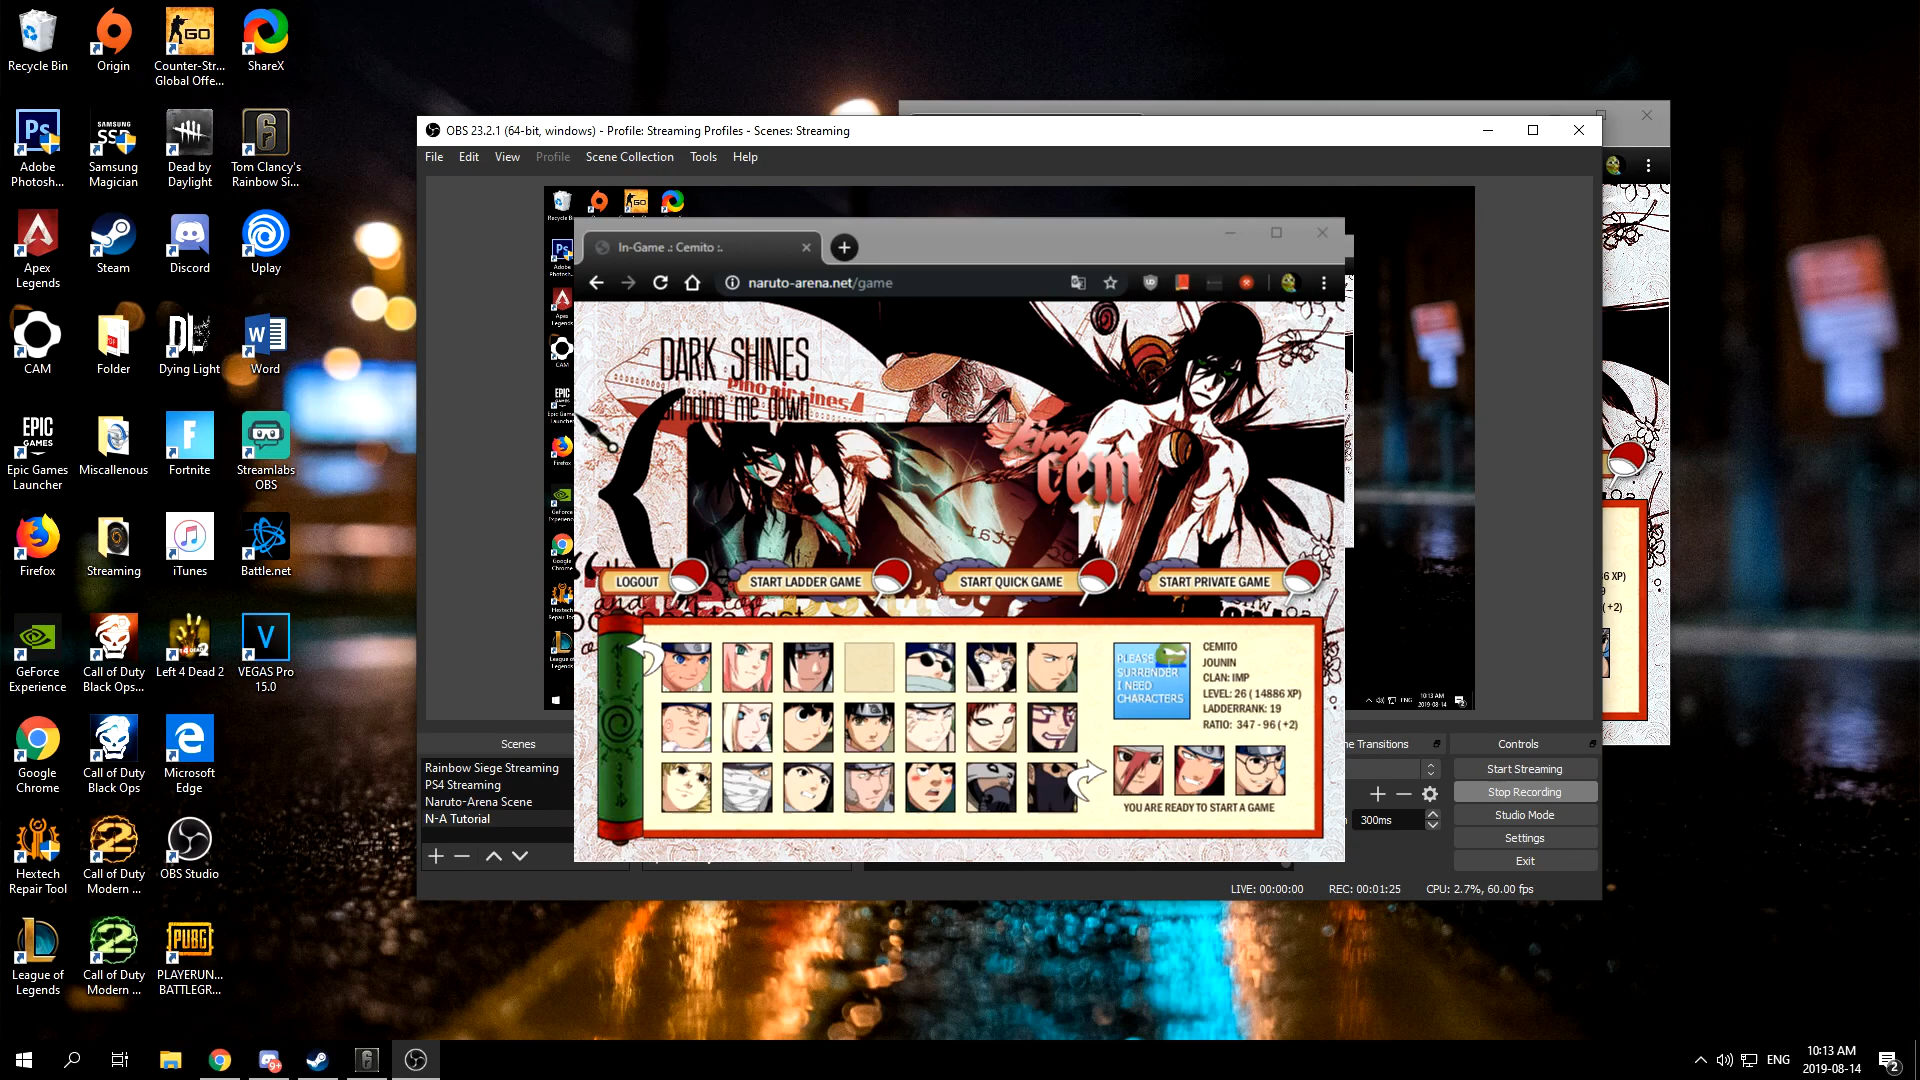 Recycle Bin
Origin
Counter-Str...
Global Offe...
ShareX
Adobe
Photosh...
Samsung
Magician
Dead by
Daylight
Tom Clancy's
Rainbow Si...
Apex
Legends
Steam
Discord
Uplay
CAM
Folder
Dying Light
Word
Epic Games
Launcher
Miscallenous
Fortnite
Streamlabs
OBS
Firefox
Streaming
iTunes
Battle.net
GeForce
Experience
Call of Duty
Black Ops...
Left 4 Dead 2
VEGAS Pro
15.0
Google
Chrome
Call of Duty
Black Ops
Microsoft
Edge
Hextech
Repair Tool
Call of Duty
Modern ...
OBS Studio
League of
Legends
Call of Duty
Modern ...
PLAYERUN...
BATTLEGR...
OBS 23.2.1 (64-bit, windows) - Profile: Streaming Profiles - Scenes: Streaming
File Edit View Profile Scene Collection Tools Help
In-Game .: Cemito :.
naruto-arena.net/game
DARK SHINES
bringing me down
king
cem
LOGOUT
START LADDER GAME
START QUICK GAME
START PRIVATE GAME
PLEASE
SURRENDER
I NEED
CHARACTERS
CEMITO
JOUNIN
CLAN: IMP
LEVEL: 26 ( 14886 XP)
LADDERRANK: 19
RATIO: 347 - 96 (+2)
YOU ARE READY TO START A GAME
Scenes
Rainbow Siege Streaming
PS4 Streaming
Naruto-Arena Scene
N-A Tutorial
Transitions
300ms
Controls
Start Streaming
Stop Recording
Studio Mode
Settings
Exit
LIVE: 00:00:00
REC: 00:01:25
CPU: 2.7%, 60.00 fps
ENG
10:13 AM
2019-08-14